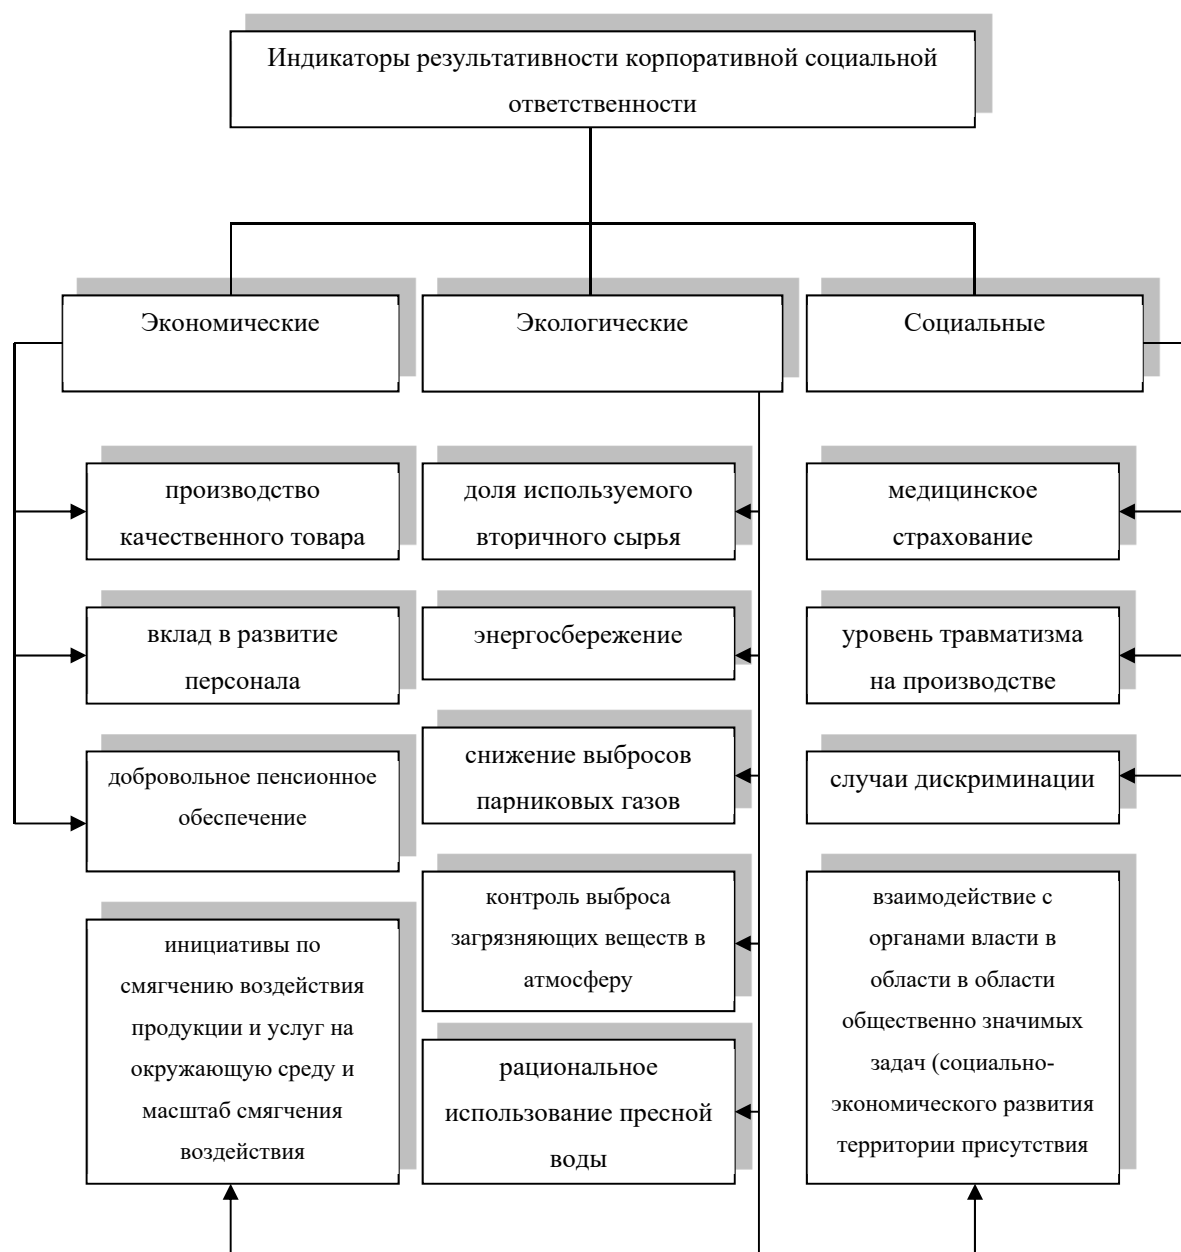 Индикаторы результативности корпоративной социальной
ответственности
Экономические
Экологические
Социальные
производство
качественного товара
вклад в развитие
персонала
добровольное пенсионное
обеспечение
инициативы по
смягчению воздействия
продукции и услуг на
окружающую среду и
масштаб смягчения
воздействия
доля используемого
вторичного сырья
энергосбережение
снижение выбросов
парниковых газов
контроль выброса
загрязняющих веществ в
атмосферу
рациональное
использование пресной
воды
медицинское
страхование
уровень травматизма
на производстве
случаи дискриминации
взаимодействие с
органами власти в
области в области
общественно значимых
задач (социально-
экономического развития
территории присутствия